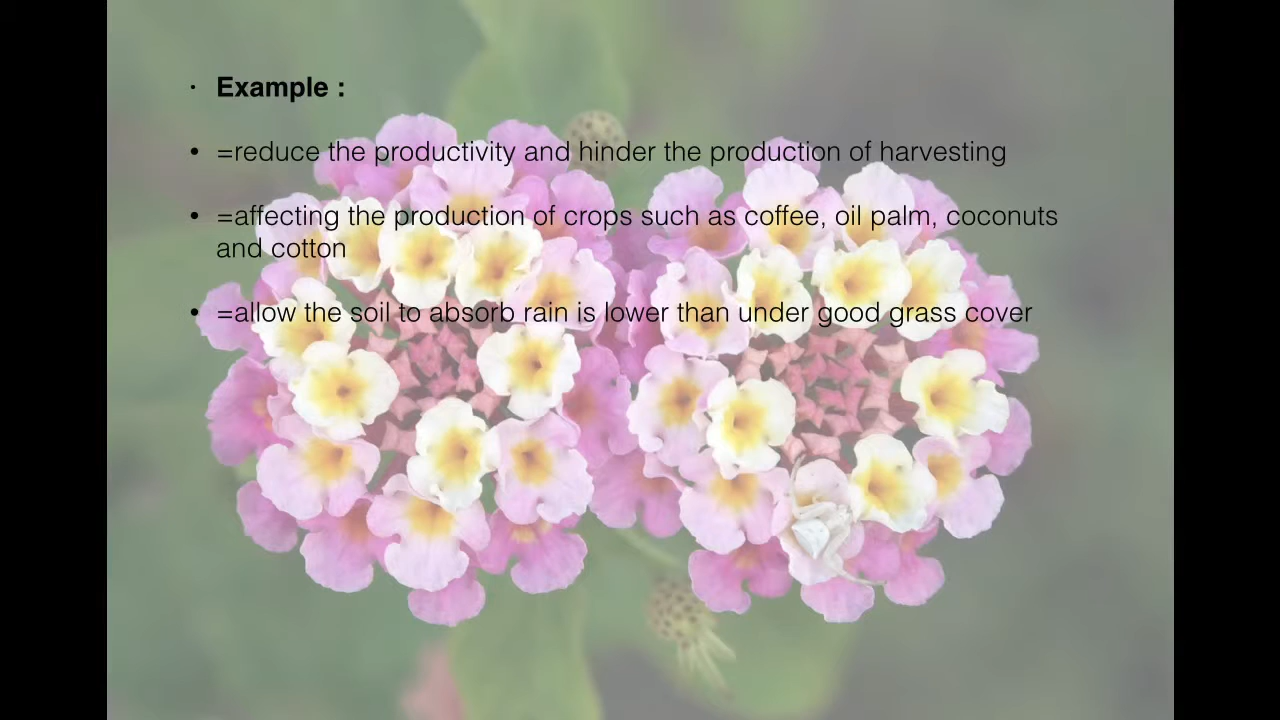 · Example :
• =reduce the productivity and hinder the production of harvesting
• =affecting the production of crops such as coffee, oil palm, coconuts
and cotton
• =allow the soil to absorb rain is lower than under good grass cover